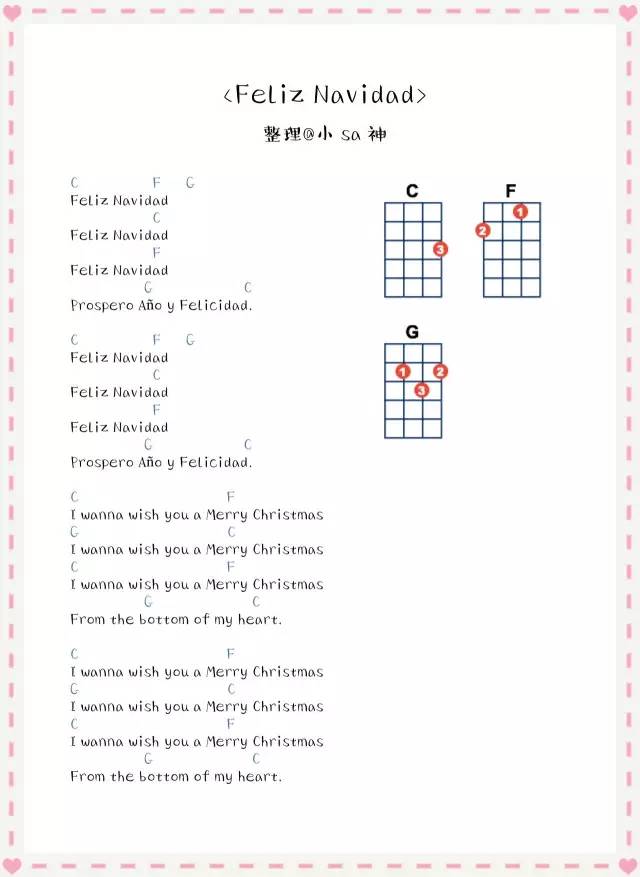 <Feliz Navidad>
整理@小 sa 神
C F G
Feliz Navidad
C
Feliz Navidad
F
Feliz Navidad
G C
Prospero Año y Felicidad.
C F G
Feliz Navidad
C
Feliz Navidad
F
Feliz Navidad
G C
Prospero Año y Felicidad.
C F
I wanna wish you a Merry Christmas
G C
I wanna wish you a Merry Christmas
C F
I wanna wish you a Merry Christmas
G C
From the bottom of my heart.
C F
I wanna wish you a Merry Christmas
G C
I wanna wish you a Merry Christmas
C F
I wanna wish you a Merry Christmas
G C
From the bottom of my heart.
C F
1
2
3
G
1 2
3